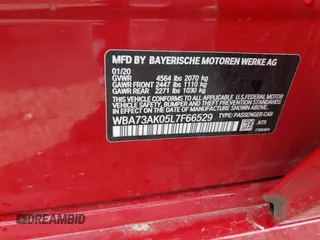 MFD BY BAYERISCHE MOTOREN WERKE AG
01/20
GVWR 4564 lbs 2070 kg
GAWR FRONT 2447 lbs 1110 kg
GAWR REAR 2271 lbs 1030 kg
THIS VEHICLE CONFORMS TO ALL APPLICABLE U.S. FEDERAL MOTOR
VEHICLE SAFETY, BUMPER, AND THEFT PREVENTION STANDARDS
IN EFFECT ON THE DATE OF MANUFACTURE SHOWN ABOVE.
WBA73AK05L7F66529 TYPE: PASSENGER CAR
A75
DREAMBID